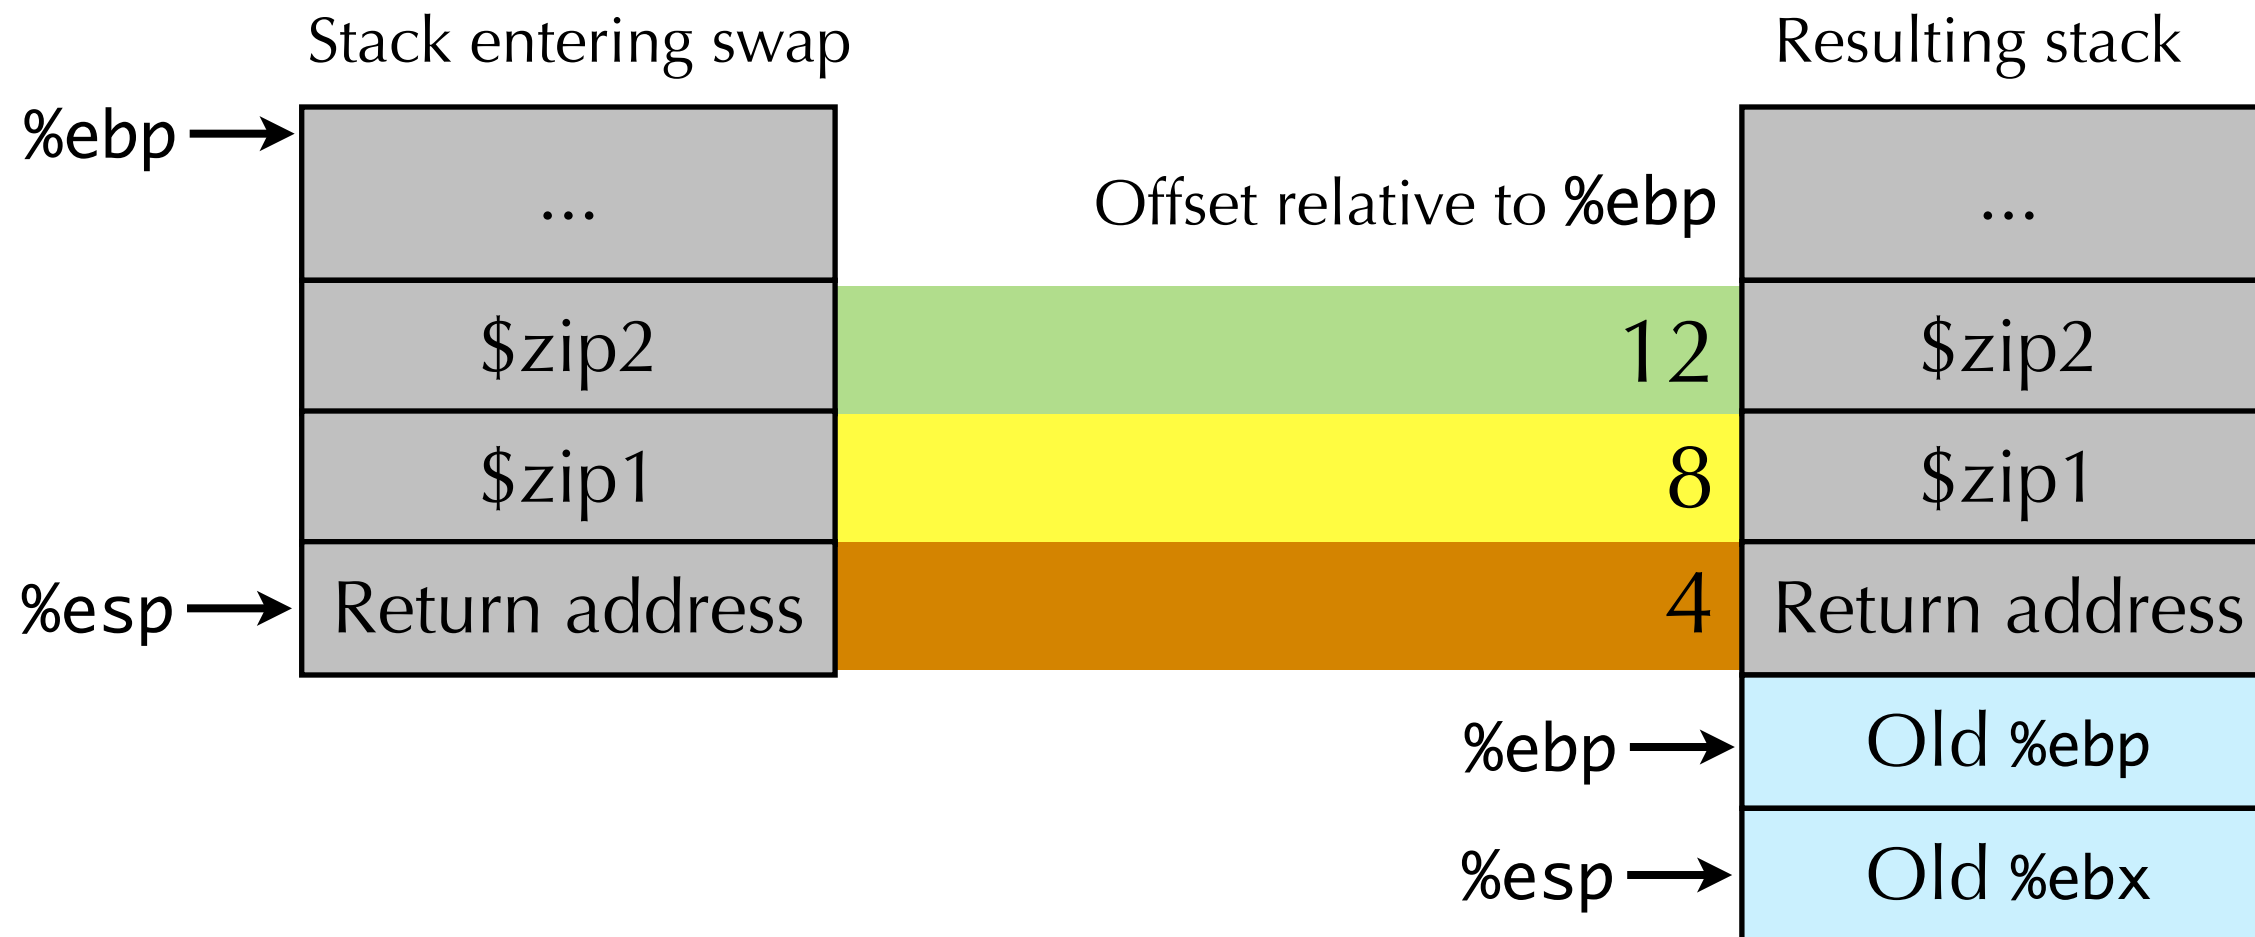 Stack entering swap
Resulting stack
%ebp
...
Offset relative to %ebp
...
$zip2
12
$zip2
$zip1
8
$zip1
%esp
Return address
4
Return address
%ebp
Old %ebp
%esp
Old %ebx